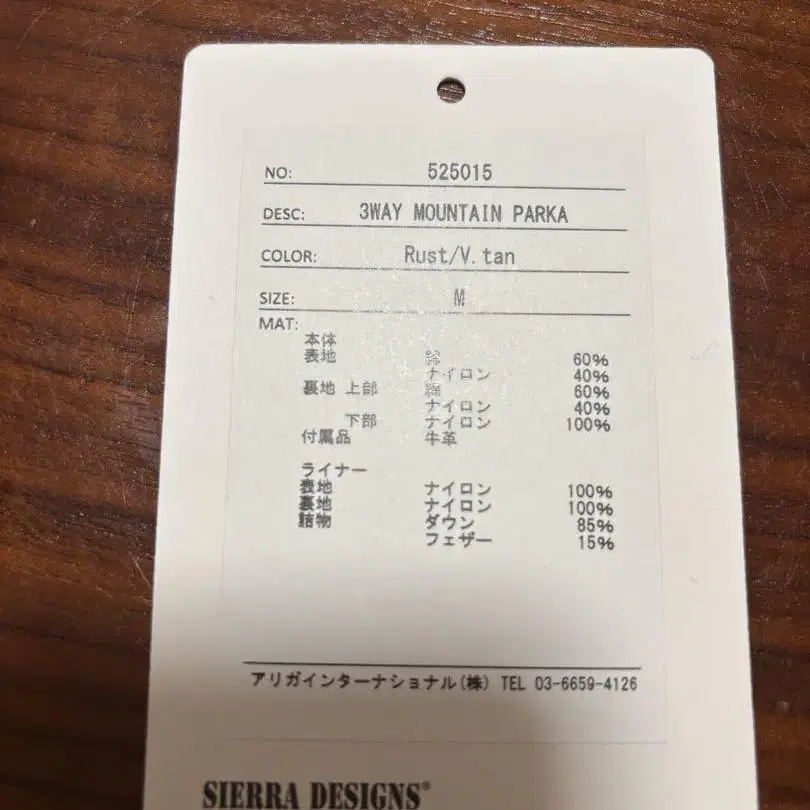 NO: 525015
DESC: 3WAY MOUNTAIN PARKA
COLOR: Rust/V.tan
SIZE: M
MAT:
本体
表地 綿 60%
ナイロン 40%
裏地 上部 綿 60%
ナイロン 40%
下部 ナイロン 100%
付属品 牛革
ライナー
表地 ナイロン 100%
裏地 ナイロン 100%
詰物 ダウン 85%
フェザー 15%
アリガインターナショナル(株) TEL 03-6659-4126
SIERRA DESIGNS®